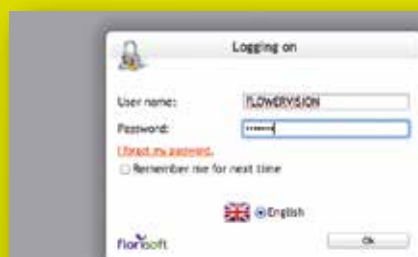 Logging on
User name: FLOWERVISION
Password: •••••••
I forgot my password.
Remember me for next time
English
florisoft
Ok